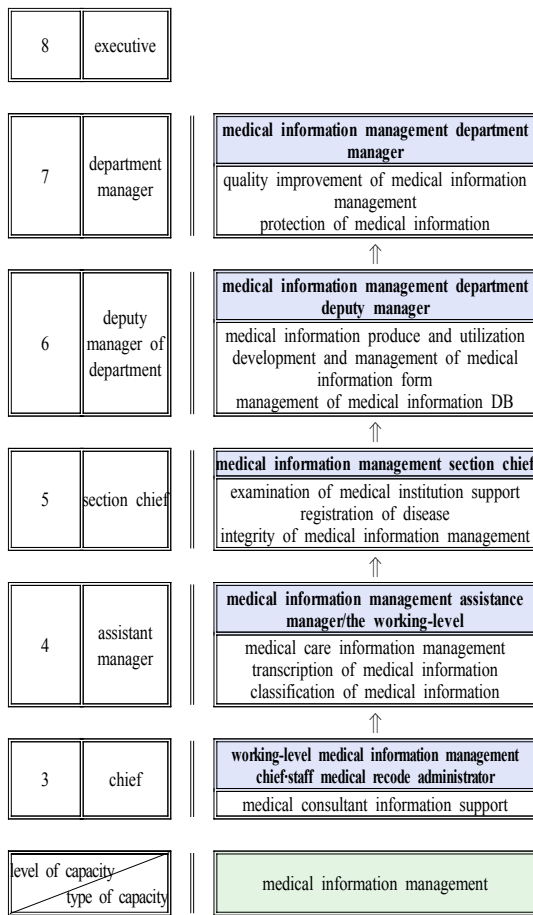 8
executive
7
department
manager
medical information management department
manager
quality improvement of medical information
management
protection of medical information
⇑
6
deputy
manager of
department
medical information management department
deputy manager
medical information produce and utilization
development and management of medical
information form
management of medical information DB
⇑
5
section chief
medical information management section chief
examination of medical institution support
registration of disease
integrity of medical information management
⇑
4
assistant
manager
medical information management assistance
manager/the working-level
medical care information management
transcription of medical information
classification of medical information
⇑
3
chief
working-level medical information management
chief·staff medical recode administrator
medical consultant information support
level of capacity
type of capacity
medical information management